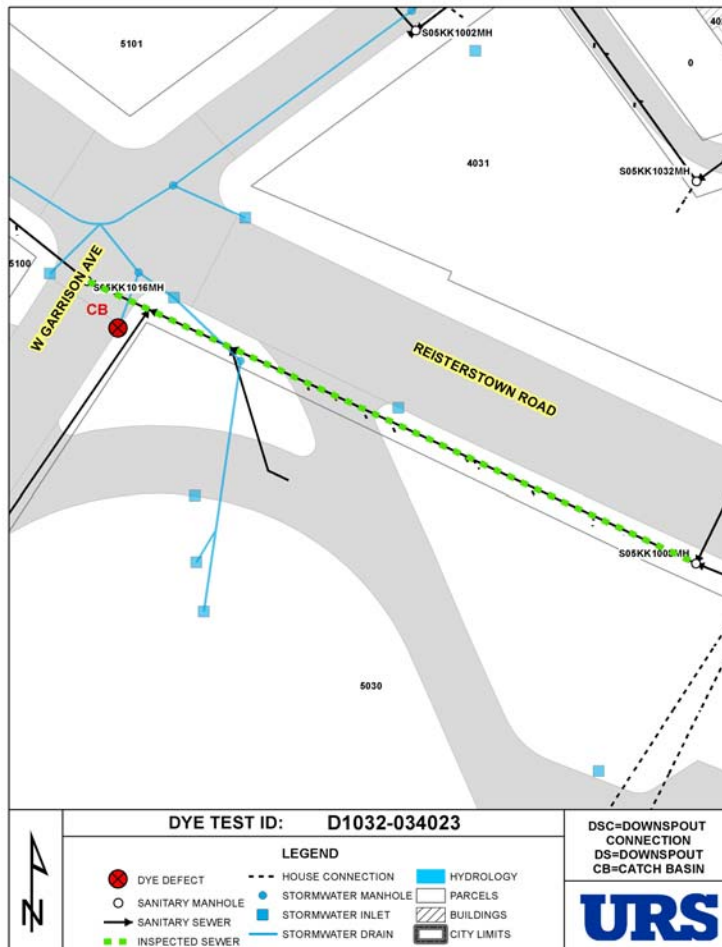 5101
S05KK1002MH
0
4031
S05KK1032MH
5100
W GARRISON AVE
S05KK1016MH
CB
REISTERSTOWN ROAD
5030
DYE TEST ID: D1032-034023
LEGEND
DYE DEFECT
SANITARY MANHOLE
SANITARY SEWER
INSPECTED SEWER
HOUSE CONNECTION
STORMWATER MANHOLE
STORMWATER INLET
STORMWATER DRAIN
HYDROLOGY
PARCELS
BUILDINGS
CITY LIMITS
N
DSC=DOWNSPOUT
CONNECTION
DS=DOWNSPOUT
CB=CATCH BASIN
URS